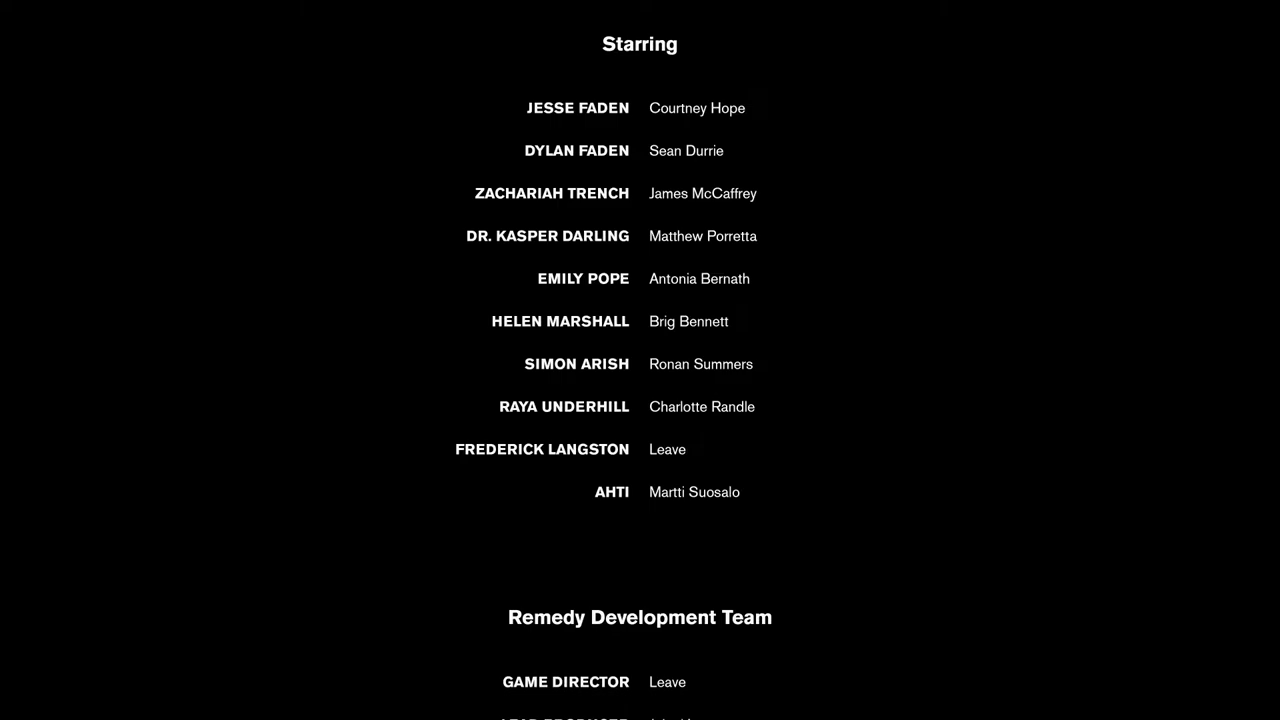 Starring
JESSE FADEN Courtney Hope
DYLAN FADEN Sean Durrie
ZACHARIAH TRENCH James McCaffrey
DR. KASPER DARLING Matthew Porretta
EMILY POPE Antonia Bernath
HELEN MARSHALL Brig Bennett
SIMON ARISH Ronan Summers
RAYA UNDERHILL Charlotte Randle
FREDERICK LANGSTON Leave
AHTI Martti Suosalo
Remedy Development Team
GAME DIRECTOR Leave